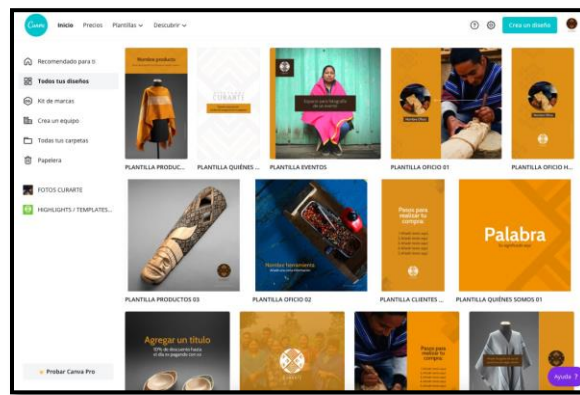 Canva
Inicio
Precios
Plantillas
Descubrir
Crea un diseño
Recomendado para ti
Todos tus diseños
Kit de marcas
Crea un equipo
Todas tus carpetas
Papelera
FOTOS CURARTE
HIGHLIGHTS / TEMPLATES...
Probar Canva Pro
Nombre producto
CURARTE
PLANTILLA PRODUC...
PLANTILLA QUIÉNES ...
PLANTILLA EVENTOS
PLANTILLA OFICIO 01
PLANTILLA OFICIO H...
Nombre herramienta
Pasos para
realizar tu
compra:
Palabra
PLANTILLA PRODUCTOS 03
PLANTILLA OFICIO 02
PLANTILLA CLIENTES ...
PLANTILLA QUIÉNES SOMOS 01
Agregar un título
Pasos para
realizar tu
compra:
Ayuda ?